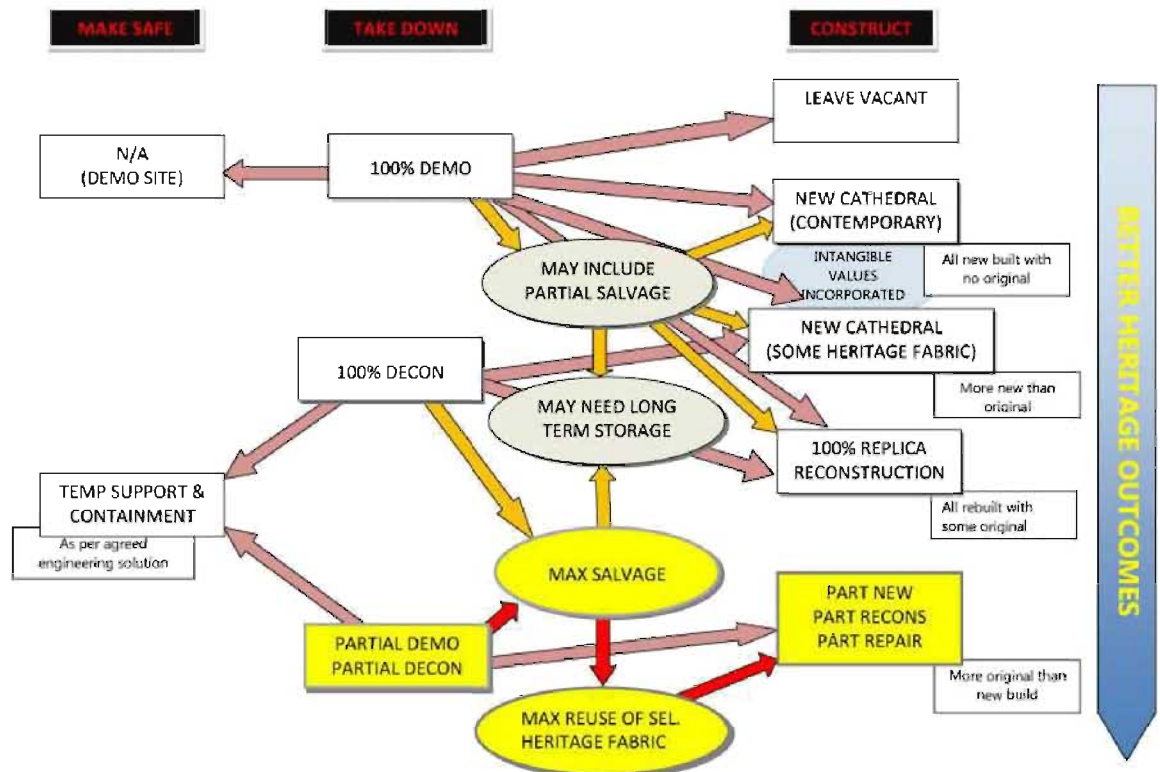 MAKE SAFE
TAKE DOWN
CONSTRUCT
LEAVE VACANT
N/A
(DEMO SITE)
100% DEMO
NEW CATHEDRAL
(CONTEMPORARY)
All new built with
no original
INTANGIBLE
VALUES
INCORPORATED
MAY INCLUDE
PARTIAL SALVAGE
NEW CATHEDRAL
(SOME HERITAGE FABRIC)
More new than
original
100% DECON
MAY NEED LONG
TERM STORAGE
100% REPLICA
RECONSTRUCTION
All rebuilt with
some original
TEMP SUPPORT &
CONTAINMENT
As per agreed
engineering solution
MAX SALVAGE
PART NEW
PART RECONS
PART REPAIR
More original than
new build
PARTIAL DEMO
PARTIAL DECON
MAX REUSE OF SEL.
HERITAGE FABRIC
BETTER HERITAGE OUTCOMES